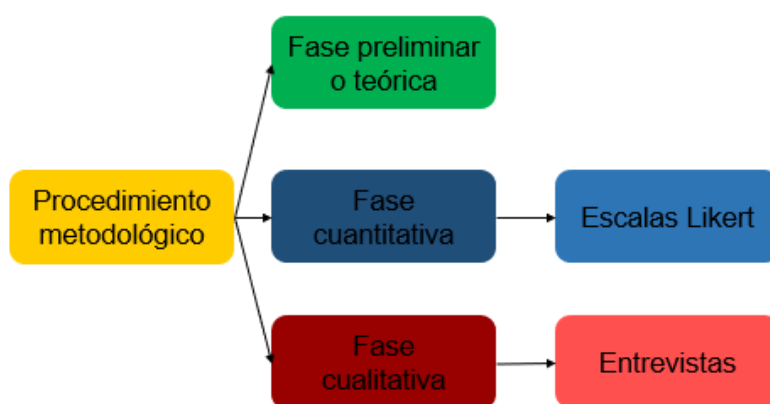 Fase preliminar
o teórica
Procedimiento
metodológico
Fase
cuantitativa
Escalas Likert
Fase
cualitativa
Entrevistas